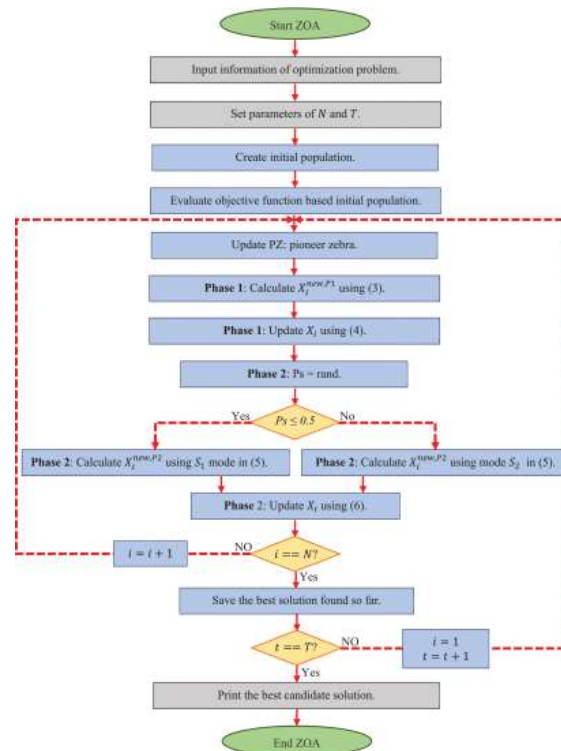 Start ZOA
Input information of optimization problem.
Set parameters of N and T.
Create initial population.
Evaluate objective function based initial population.
Update PZ: pioneer zebra.
Phase 1: Calculate X_i^{new,P1} using (3).
Phase 1: Update X_i using (4).
Phase 2: Ps = rand.
Yes
Ps ≤ 0.5
No
Phase 2: Calculate X_i^{new,P2} using S_1 mode in (5).
Phase 2: Calculate X_i^{new,P2} using mode S_2 in (5).
Phase 2: Update X_i using (6).
i = i + 1
NO
i == N?
Yes
Save the best solution found so far.
t == T?
NO
i = 1
t = t + 1
Yes
Print the best candidate solution.
End ZOA